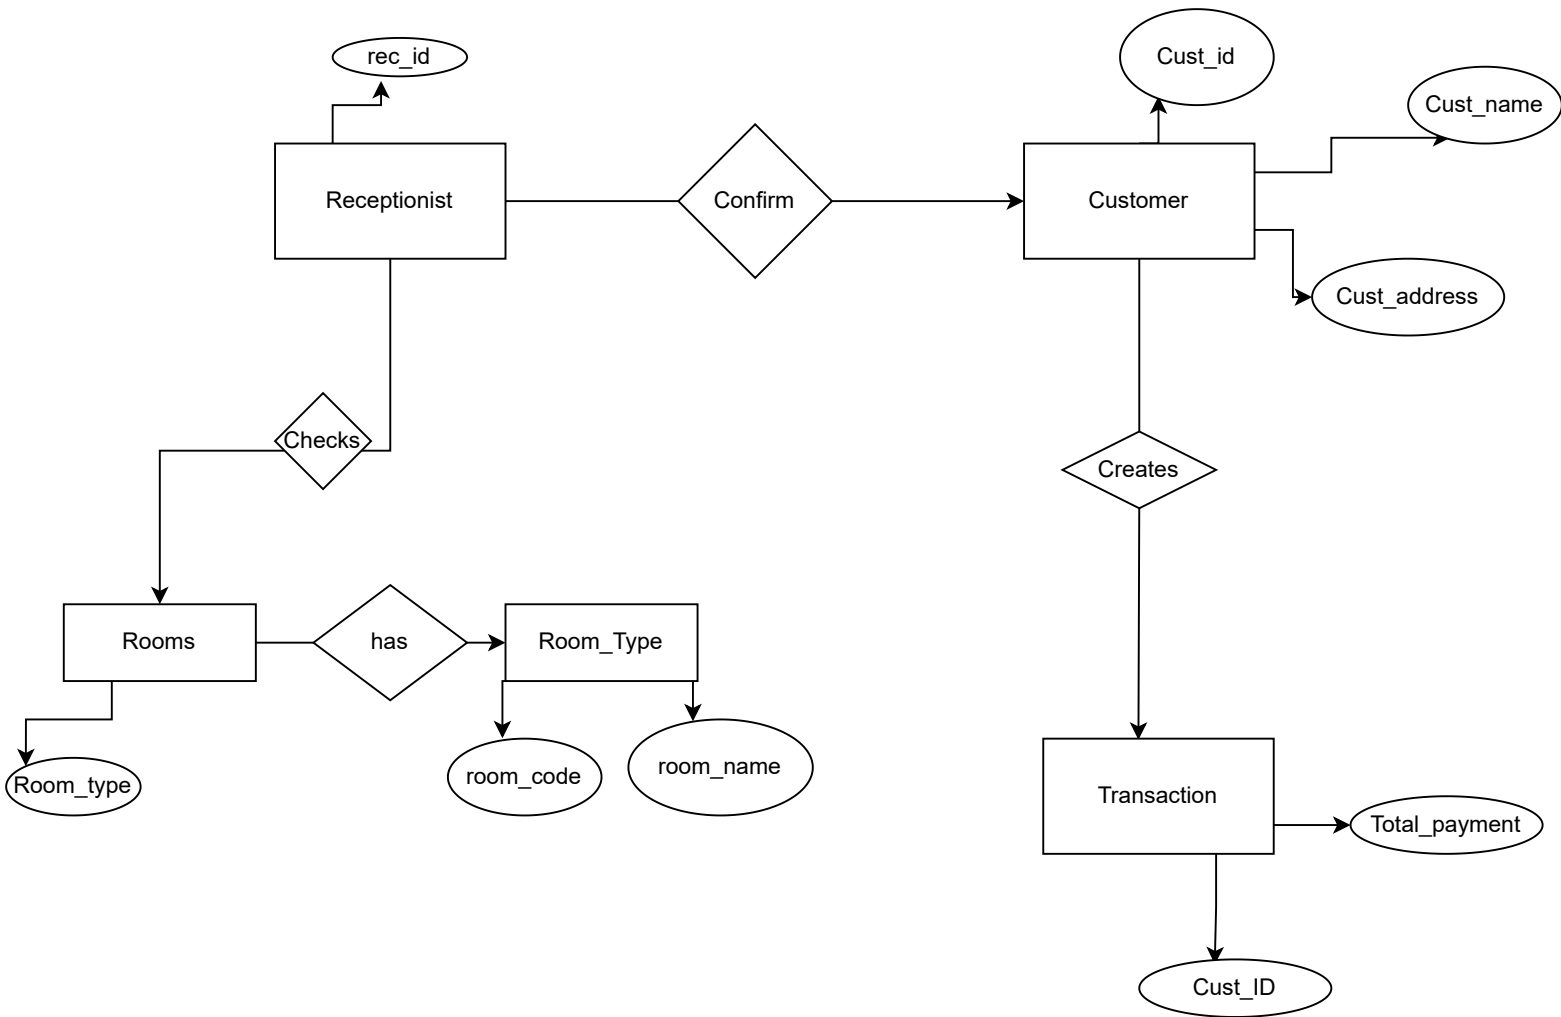 rec_id
Cust_id
Cust_name
Receptionist
Confirm
Customer
Cust_address
Checks
Creates
Rooms
has
Room_Type
Room_type
room_code
room_name
Transaction
Total_payment
Cust_ID